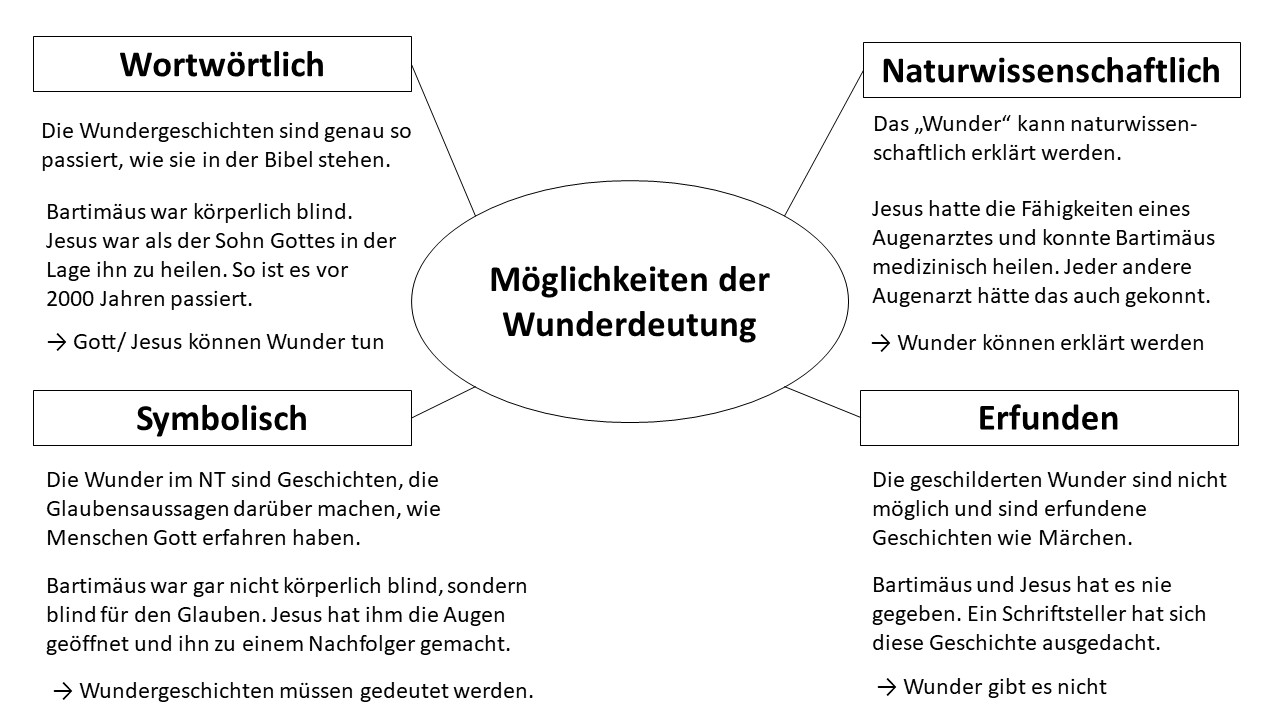 Wortwörtlich
Die Wundergeschichten sind genau so
passiert, wie sie in der Bibel stehen.
Bartimäus war körperlich blind.
Jesus war als der Sohn Gottes in der
Lage ihn zu heilen. So ist es vor
2000 Jahren passiert.
→ Gott/ Jesus können Wunder tun
Naturwissenschaftlich
Das „Wunder“ kann naturwissen-
schaftlich erklärt werden.
Jesus hatte die Fähigkeiten eines
Augenarztes und konnte Bartimäus
medizinisch heilen. Jeder andere
Augenarzt hätte das auch gekonnt.
→ Wunder können erklärt werden
Möglichkeiten der
Wunderdeutung
Symbolisch
Die Wunder im NT sind Geschichten, die
Glaubensaussagen darüber machen, wie
Menschen Gott erfahren haben.
Bartimäus war gar nicht körperlich blind, sondern
blind für den Glauben. Jesus hat ihm die Augen
geöffnet und ihn zu einem Nachfolger gemacht.
→ Wundergeschichten müssen gedeutet werden.
Erfunden
Die geschilderten Wunder sind nicht
möglich und sind erfundene
Geschichten wie Märchen.
Bartimäus und Jesus hat es nie
gegeben. Ein Schriftsteller hat sich
diese Geschichte ausgedacht.
→ Wunder gibt es nicht